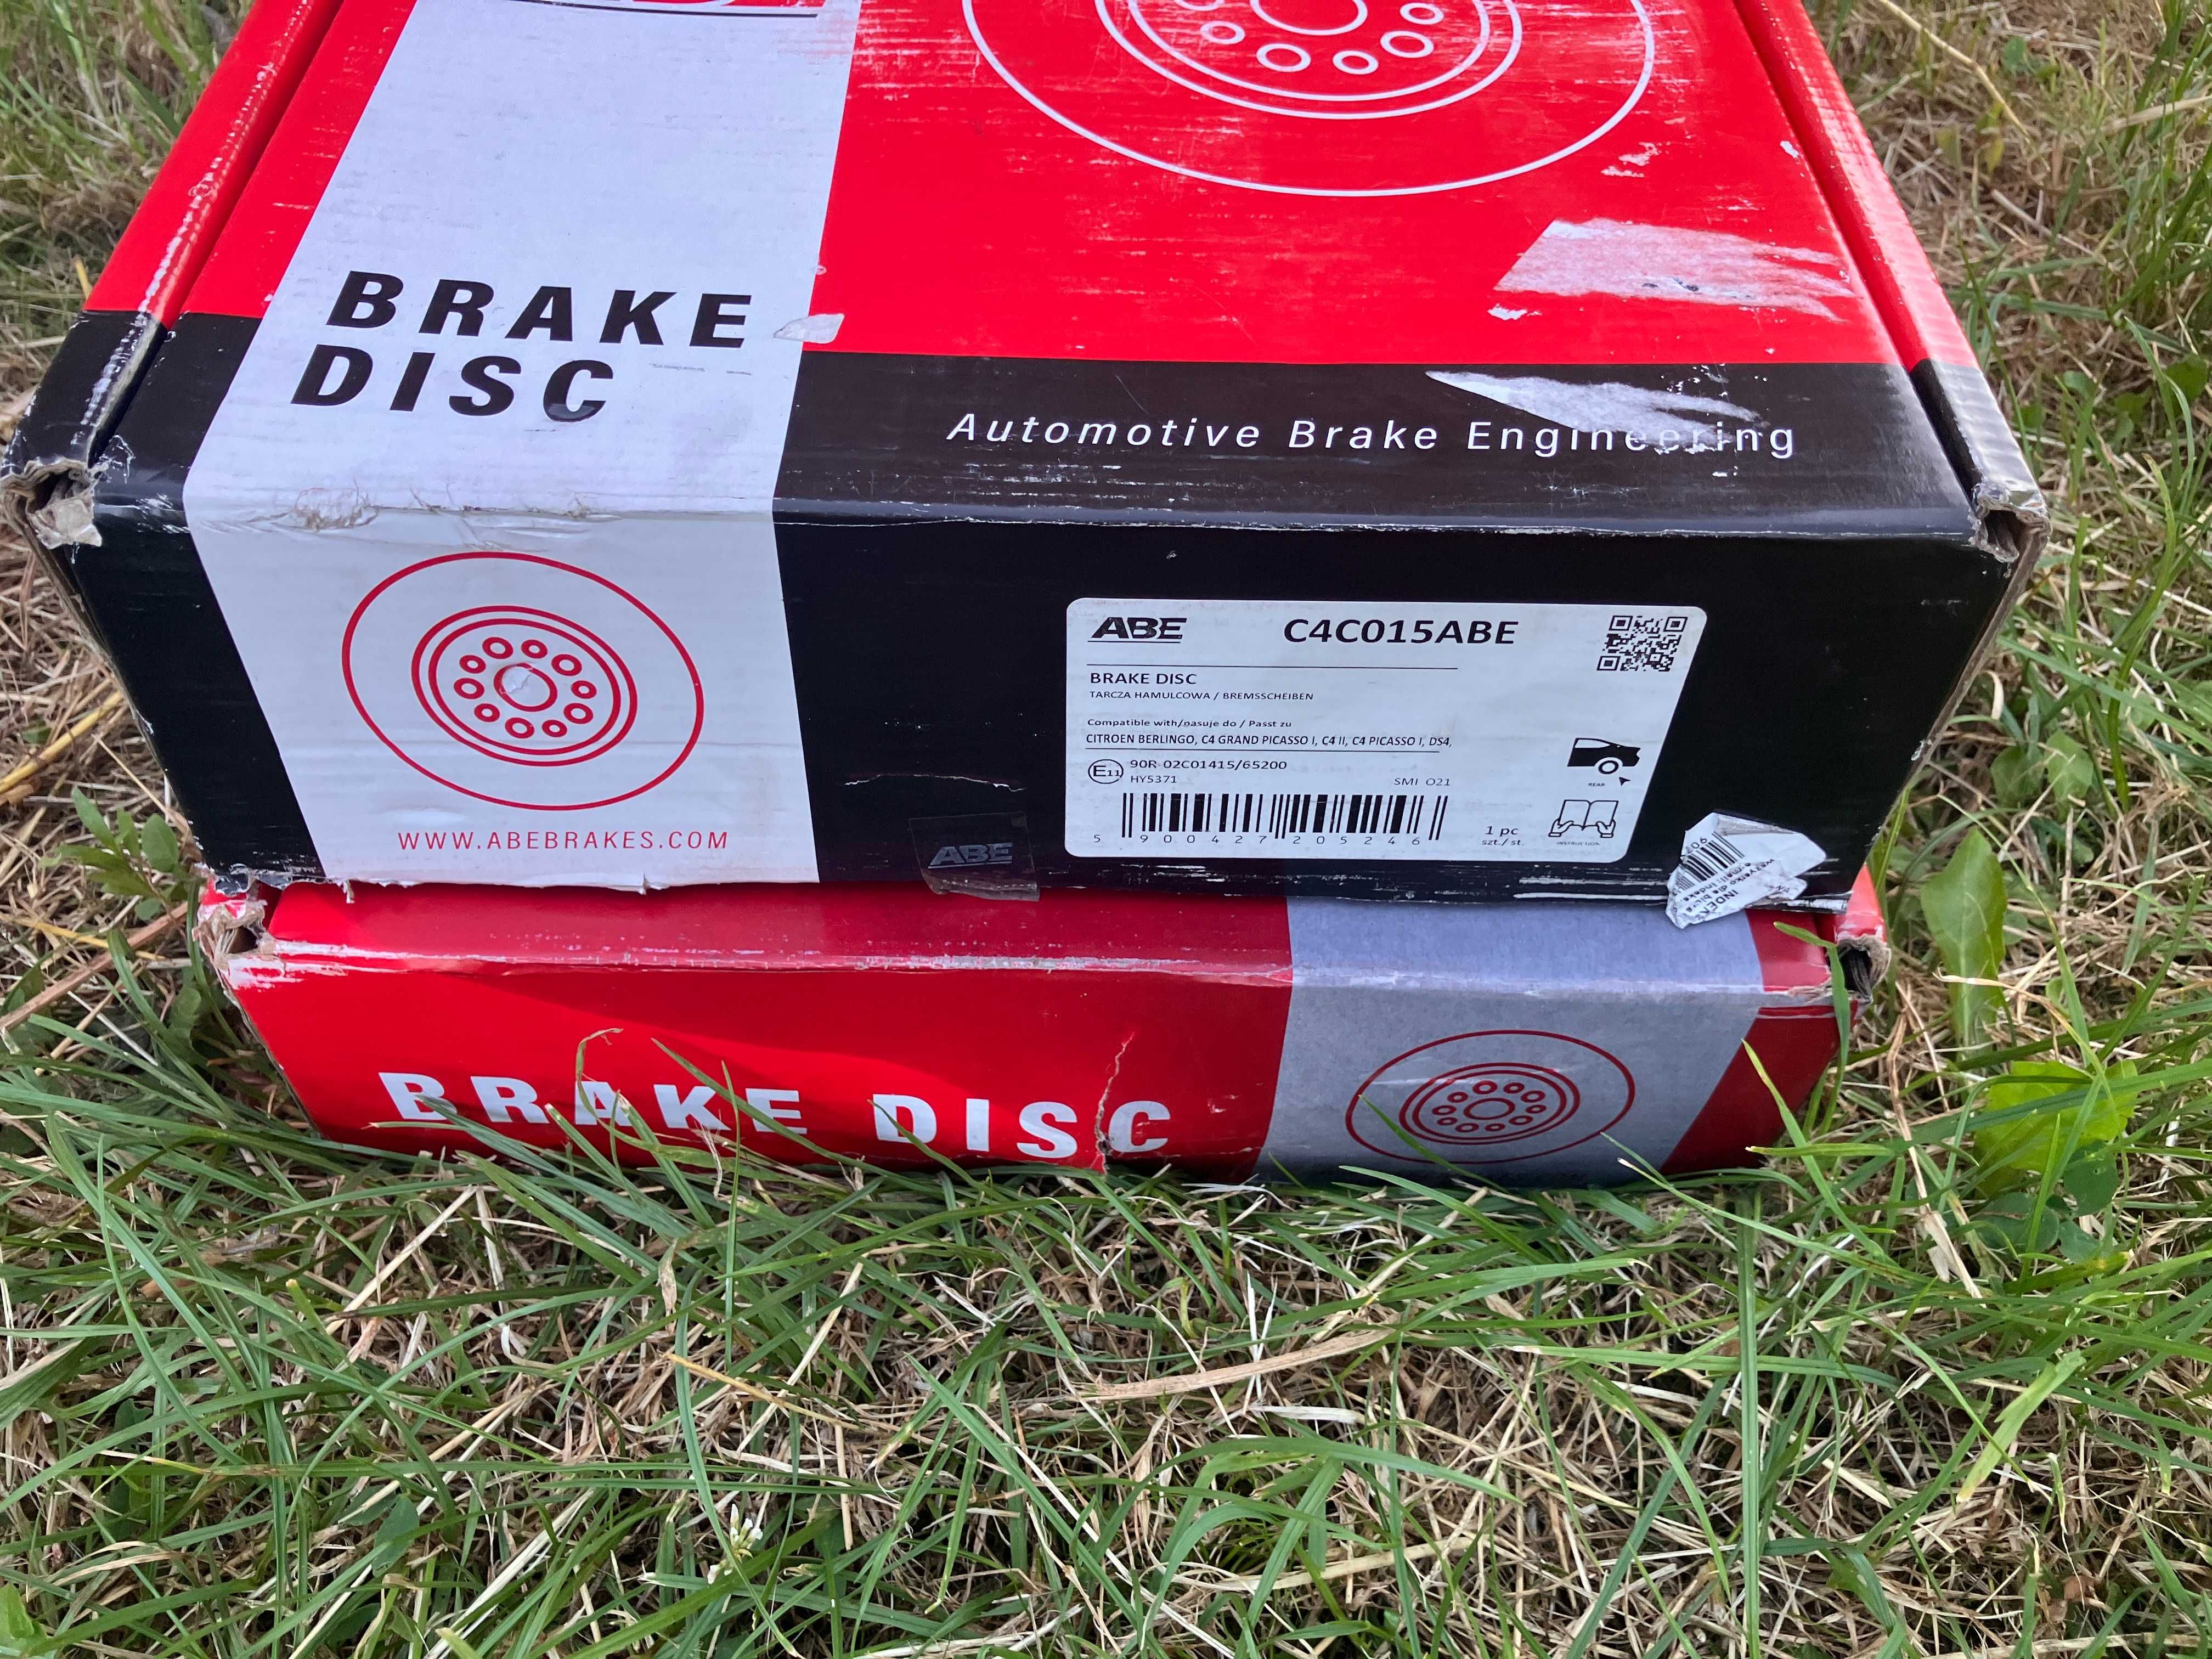 BRAKE
DISC
Automotive Brake Engineering
WWW.ABEBRAKES.COM
ABE
ABE C4C015ABE
BRAKE DISC
TARCZA HAMULCOWA / BREMSSCHEIBEN
Compatible with/pasuje do / Passt zu
CITROEN BERLINGO, C4 GRAND PICASSO I, C4 II, C4 PICASSO I, DS4,
E11 90R-02C01415/65200
HY5371
SMI 021
REAR
5 900427 205246
1 pc
szt./ st.
INSTRUCTION
BRAKE DISC